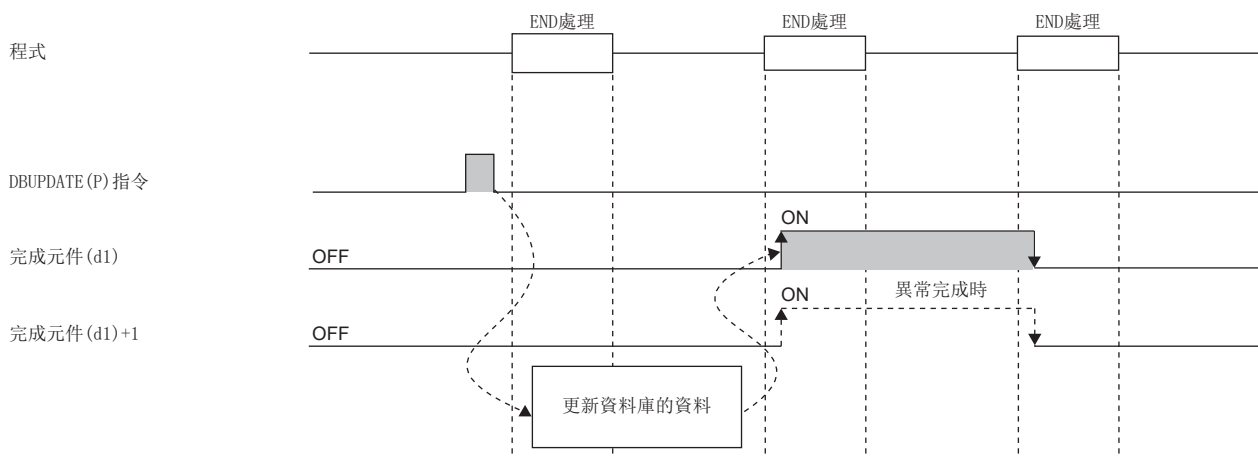 END處理 END處理 END處理
程式
DBUPDATE(P)指令
ON
完成元件(d1) OFF
ON 異常完成時
完成元件(d1)+1 OFF
更新資料庫的資料